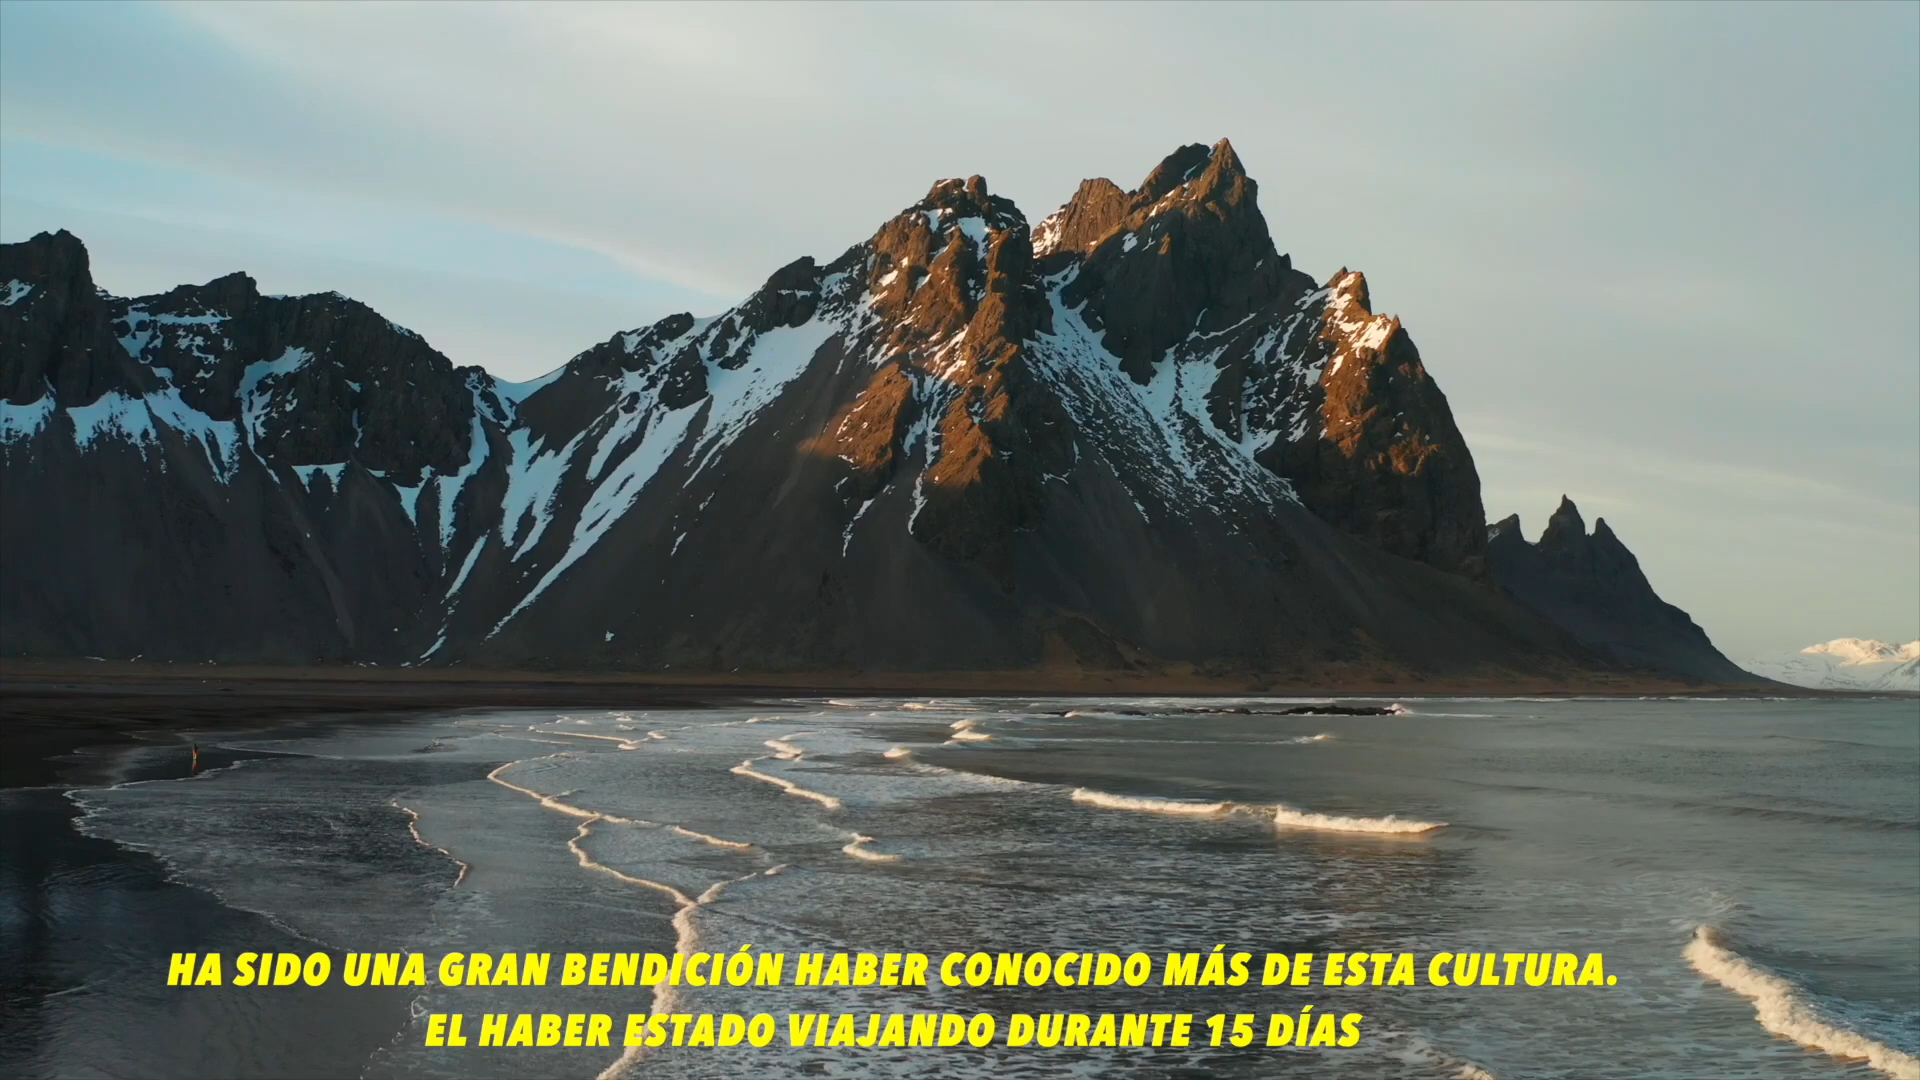 HA SIDO UNA GRAN BENDICIÓN HABER CONOCIDO MÁS DE ESTA CULTURA.
EL HABER ESTADO VIAJANDO DURANTE 15 DÍAS